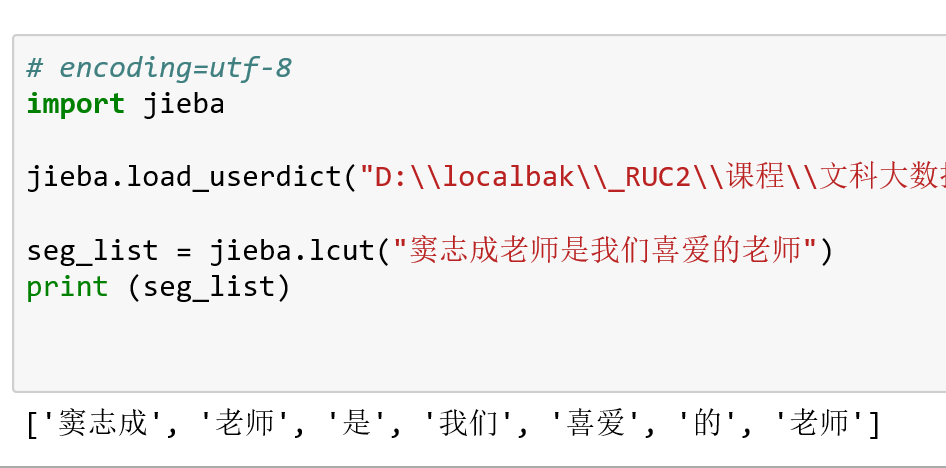 # encoding=utf-8
import jieba
jieba.load_userdict("D:\\localbak\\_RUC2\\课程\\文科大数
seg_list = jieba.lcut("窦志成老师是我们喜爱的老师")
print (seg_list)
['窦志成', '老师', '是', '我们', '喜爱', '的', '老师']